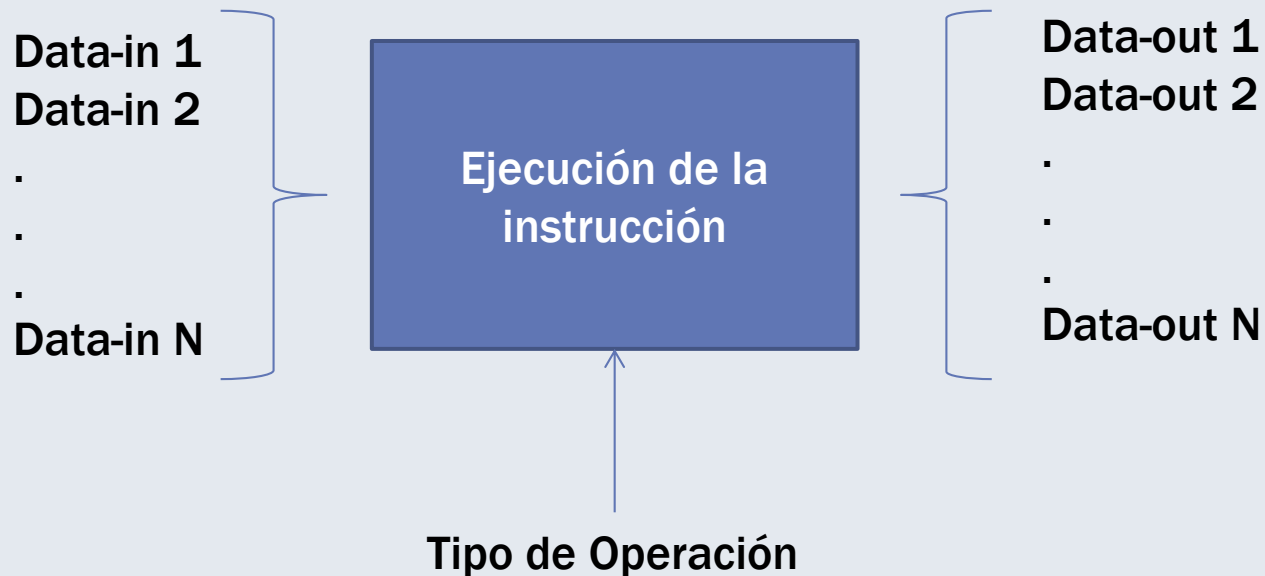 Data-in 1
Data-in 2
.
.
.
Data-in N
Ejecución de la
instrucción
Data-out 1
Data-out 2
.
.
.
Data-out N
Tipo de Operación